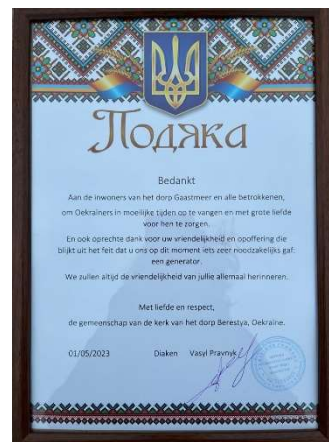 Подяка
Bedankt
Aan de inwoners van het dorp Gaastmeer en alle betrokkenen,
om Oekraïners in moeilijke tijden op te vangen en met grote liefde
voor hen te zorgen.
En ook oprechte dank voor uw vriendelijkheid en opoffering die
blijkt uit het feit dat u ons op dit moment iets zeer noodzakelijks gaf:
een generator.
We zullen altijd de vriendelijkheid van jullie allemaal herinneren.
Met liefde en respect,
de gemeenschap van de kerk van het dorp Berestya, Oekraïne.
01/05/2023 Diaken Vasyl Pravnyk